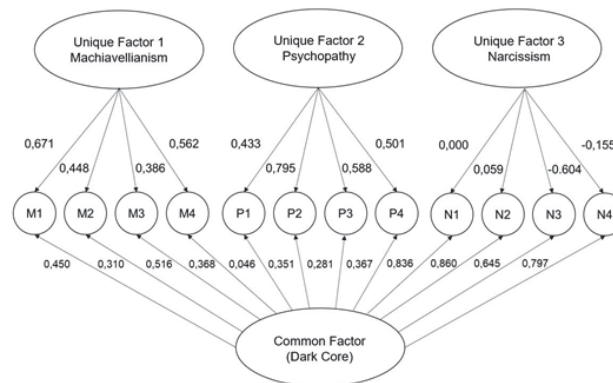 Unique Factor 1
Machiavellianism
Unique Factor 2
Psychopathy
Unique Factor 3
Narcissism
0,671
0,448
0,386
0,562
0,433
0,795
0,588
0,501
0,000
0,059
-0.604
-0,155
M1
M2
M3
M4
P1
P2
P3
P4
N1
N2
N3
N4
0,450
0,310
0,516
0,368
0,046
0,351
0,281
0,367
0,836
0,860
0,645
0,797
Common Factor
(Dark Core)